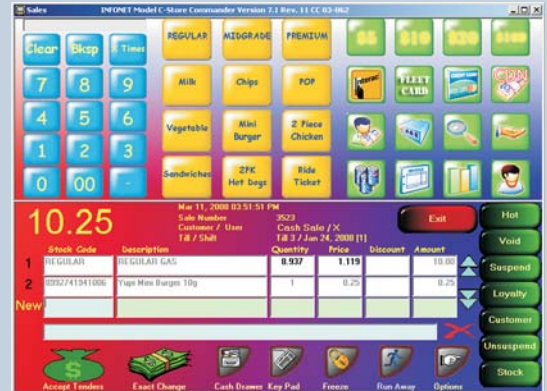 Sales INFONET Model C-Store Commander Version 7.1 Rev. 11 CC 03-062
Clear Bksp X Times REGULAR MIDGRADE PREMIUM $5 $10 $20 $100
7 8 9 Milk Chips POP Interac FLEET CARD CDN
4 5 6 Vegetable Mini Burger 2 Piece Chicken
1 2 3
0 00 - Sandwiches 2PK Hot Dogs Ride Ticket
10.25
Mar 11, 2008 03:51:51 PM
Sale Number 3523
Customer / User Cash Sale / X
Till / Shift Till 3 / Jan 24, 2008 [1]
Exit
Hot
Void
Suspend
Loyalty
Customer
Unsuspend
Stock
Stock Code Description Quantity Price Discount Amount
1 REGULAR REGULAR GAS 8.937 1.119 10.00
2 0992741941006 Yupi Mini Burger 10g 1 0.25 0.25
New
Accept Tenders Exact Change Cash Drawer Key Pad Freeze Run Away Options